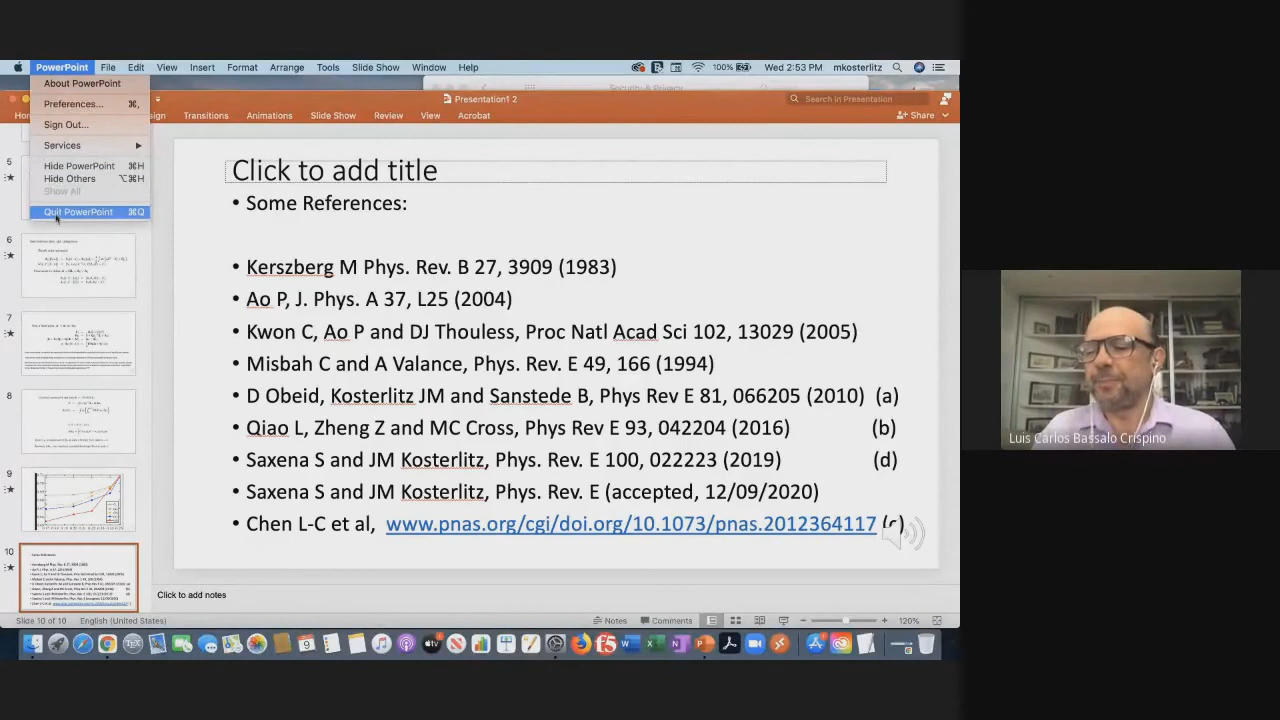 PowerPoint File Edit View Insert Format Arrange Tools Slide Show Window Help 100% Wed 2:53 PM mkosterlitz
About PowerPoint
Preferences... ⌘,
Sign Out...
Services
Hide PowerPoint ⌘H
Hide Others ⌥⌘H
Show All
Quit PowerPoint ⌘Q
Security & Privacy
Presentation1 2
Search in Presentation
Transitions Animations Slide Show Review View Acrobat
Share
5
6
7
8
9
10
Click to add title
• Some References:
• Kerszberg M Phys. Rev. B 27, 3909 (1983)
• Ao P, J. Phys. A 37, L25 (2004)
• Kwon C, Ao P and DJ Thouless, Proc Natl Acad Sci 102, 13029 (2005)
• Misbah C and A Valance, Phys. Rev. E 49, 166 (1994)
• D Obeid, Kosterlitz JM and Sanstede B, Phys Rev E 81, 066205 (2010) (a)
• Qiao L, Zheng Z and MC Cross, Phys Rev E 93, 042204 (2016) (b)
• Saxena S and JM Kosterlitz, Phys. Rev. E 100, 022223 (2019) (d)
• Saxena S and JM Kosterlitz, Phys. Rev. E (accepted, 12/09/2020)
• Chen L-C et al, www.pnas.org/cgi/doi.org/10.1073/pnas.2012364117 (c)
Click to add notes
Slide 10 of 10 English (United States) Notes Comments 120%
Luis Carlos Bassalo Crispino